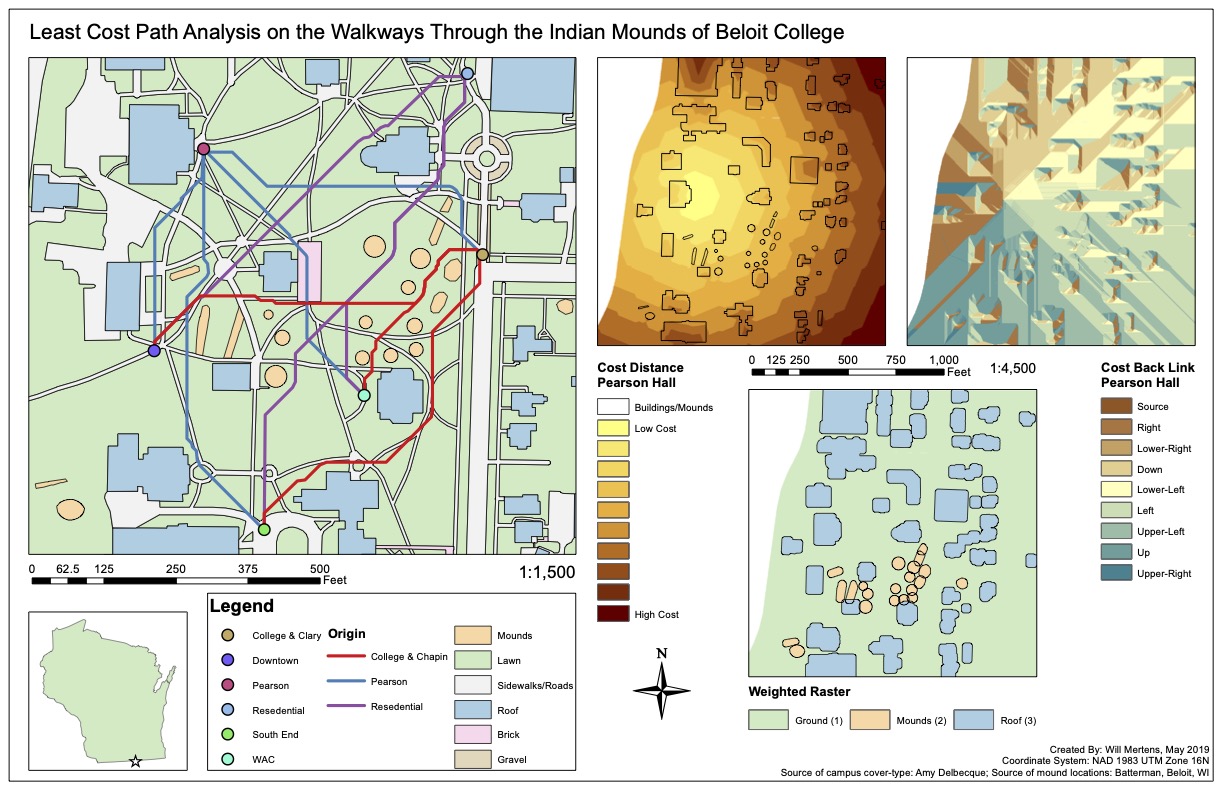 Least Cost Path Analysis on the Walkways Through the Indian Mounds of Beloit College
0 62.5 125 250 375 500
Feet
1:1,500
Legend
College & Clary
Downtown
Pearson
Resedential
South End
WAC
Origin
College & Chapin
Pearson
Resedential
Mounds
Lawn
Sidewalks/Roads
Roof
Brick
Gravel
Cost Distance
Pearson Hall
Buildings/Mounds
Low Cost
High Cost
N
0 125 250 500 750 1,000
Feet
1:4,500
Weighted Raster
Ground (1)
Mounds (2)
Roof (3)
Cost Back Link
Pearson Hall
Source
Right
Lower-Right
Down
Lower-Left
Left
Upper-Left
Up
Upper-Right
Created By: Will Mertens, May 2019
Coordinate System: NAD 1983 UTM Zone 16N
Source of campus cover-type: Amy Delbecque; Source of mound locations: Batterman, Beloit, WI